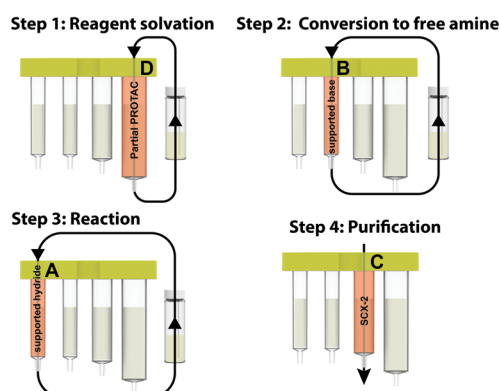 Step 1: Reagent solvation
D
Partial PROTAC
Step 2: Conversion to free amine
B
supported base
Step 3: Reaction
A
supported hydride
Step 4: Purification
C
SCX-2